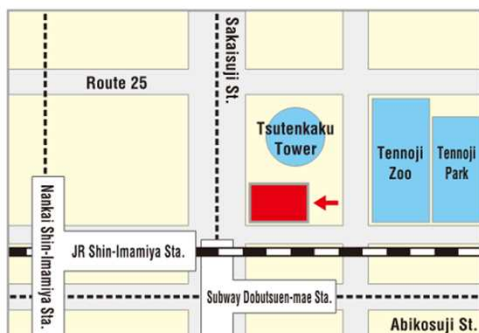 Sakaisuji St.
Route 25
Tsutenkaku
Tower
Tennoji
Zoo
Tennoji
Park
Nankai Shin-Imamiya Sta.
JR Shin-Imamiya Sta.
Subway Dobutsuen-mae Sta.
Abikosuji St.